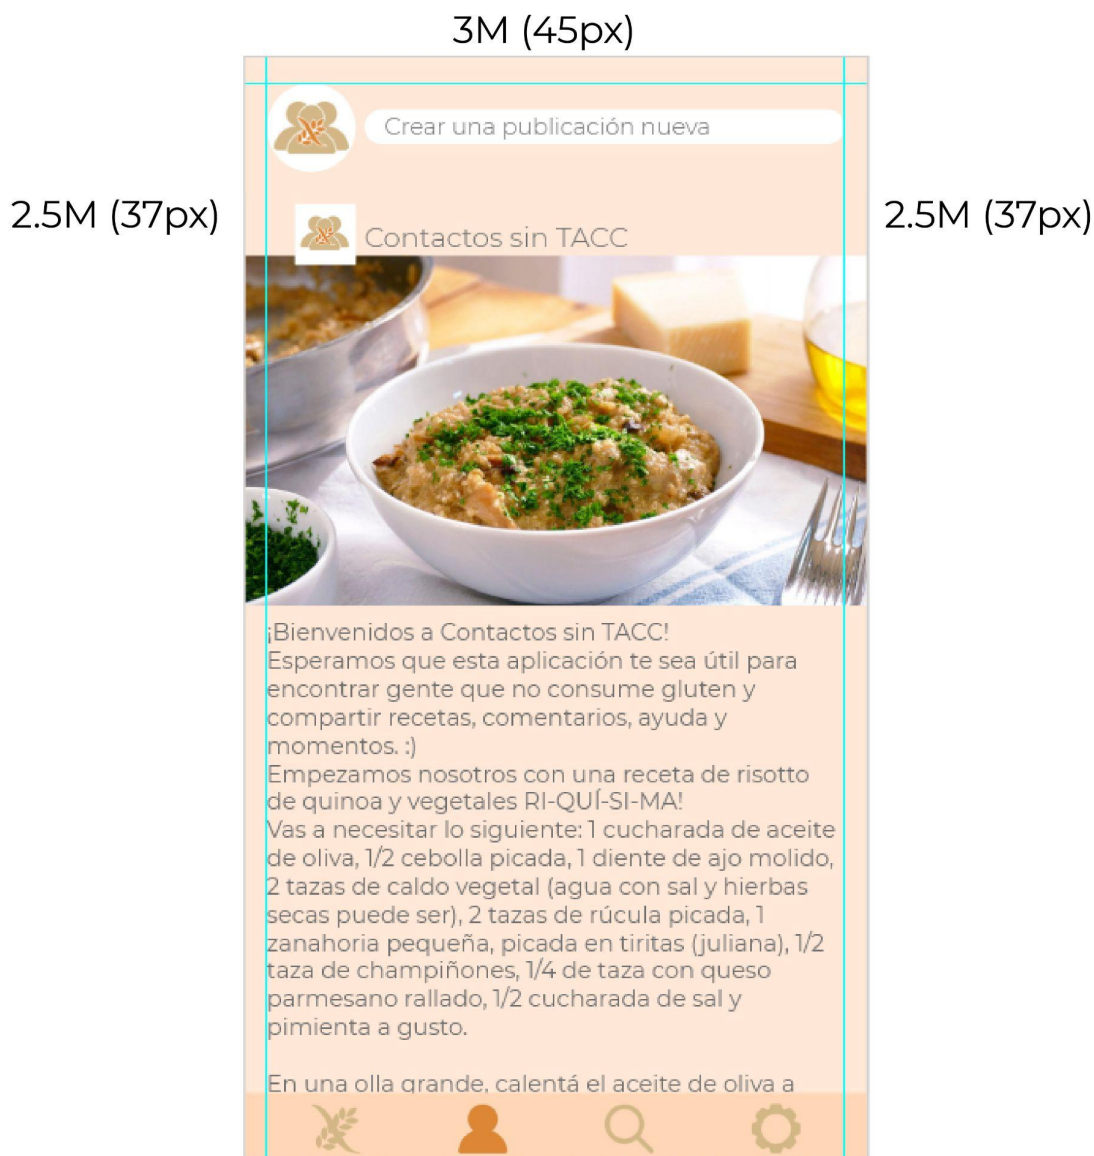 3M (45px)
Crear una publicación nueva
2.5M (37px)
2.5M (37px)
Contactos sin TACC
¡Bienvenidos a Contactos sin TACC!
Esperamos que esta aplicación te sea útil para
encontrar gente que no consume gluten y
compartir recetas, comentarios, ayuda y
momentos. :)
Empezamos nosotros con una receta de risotto
de quinoa y vegetales RI-QUÍ-SI-MA!
Vas a necesitar lo siguiente: 1 cucharada de aceite
de oliva, 1/2 cebolla picada, 1 diente de ajo molido,
2 tazas de caldo vegetal (agua con sal y hierbas
secas puede ser), 2 tazas de rúcula picada, 1
zanahoria pequeña, picada en tiritas (juliana), 1/2
taza de champiñones, 1/4 de taza con queso
parmesano rallado, 1/2 cucharada de sal y
pimienta a gusto.
En una olla grande, calentá el aceite de oliva a